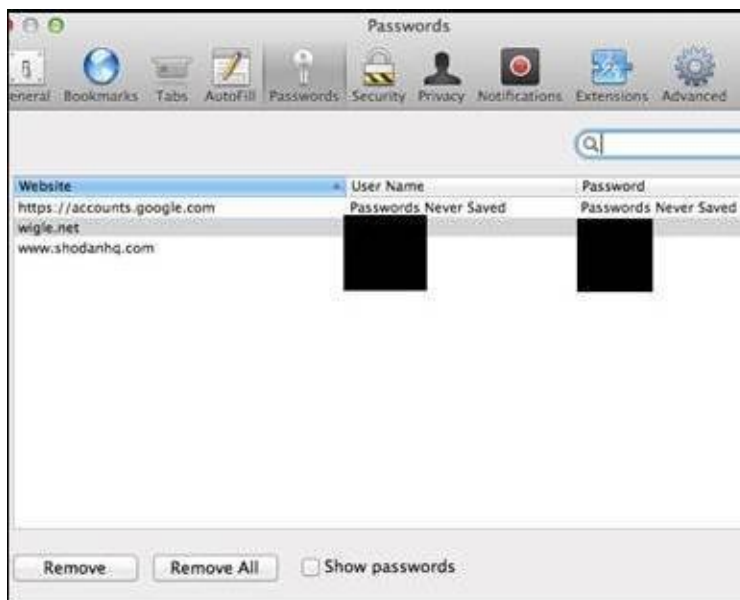 Passwords
eneral Bookmarks Tabs AutoFill Passwords Security Privacy Notifications Extensions Advanced
Website User Name Password
https://accounts.google.com Passwords Never Saved Passwords Never Saved
wigle.net
www.shodanhq.com
Remove Remove All Show passwords